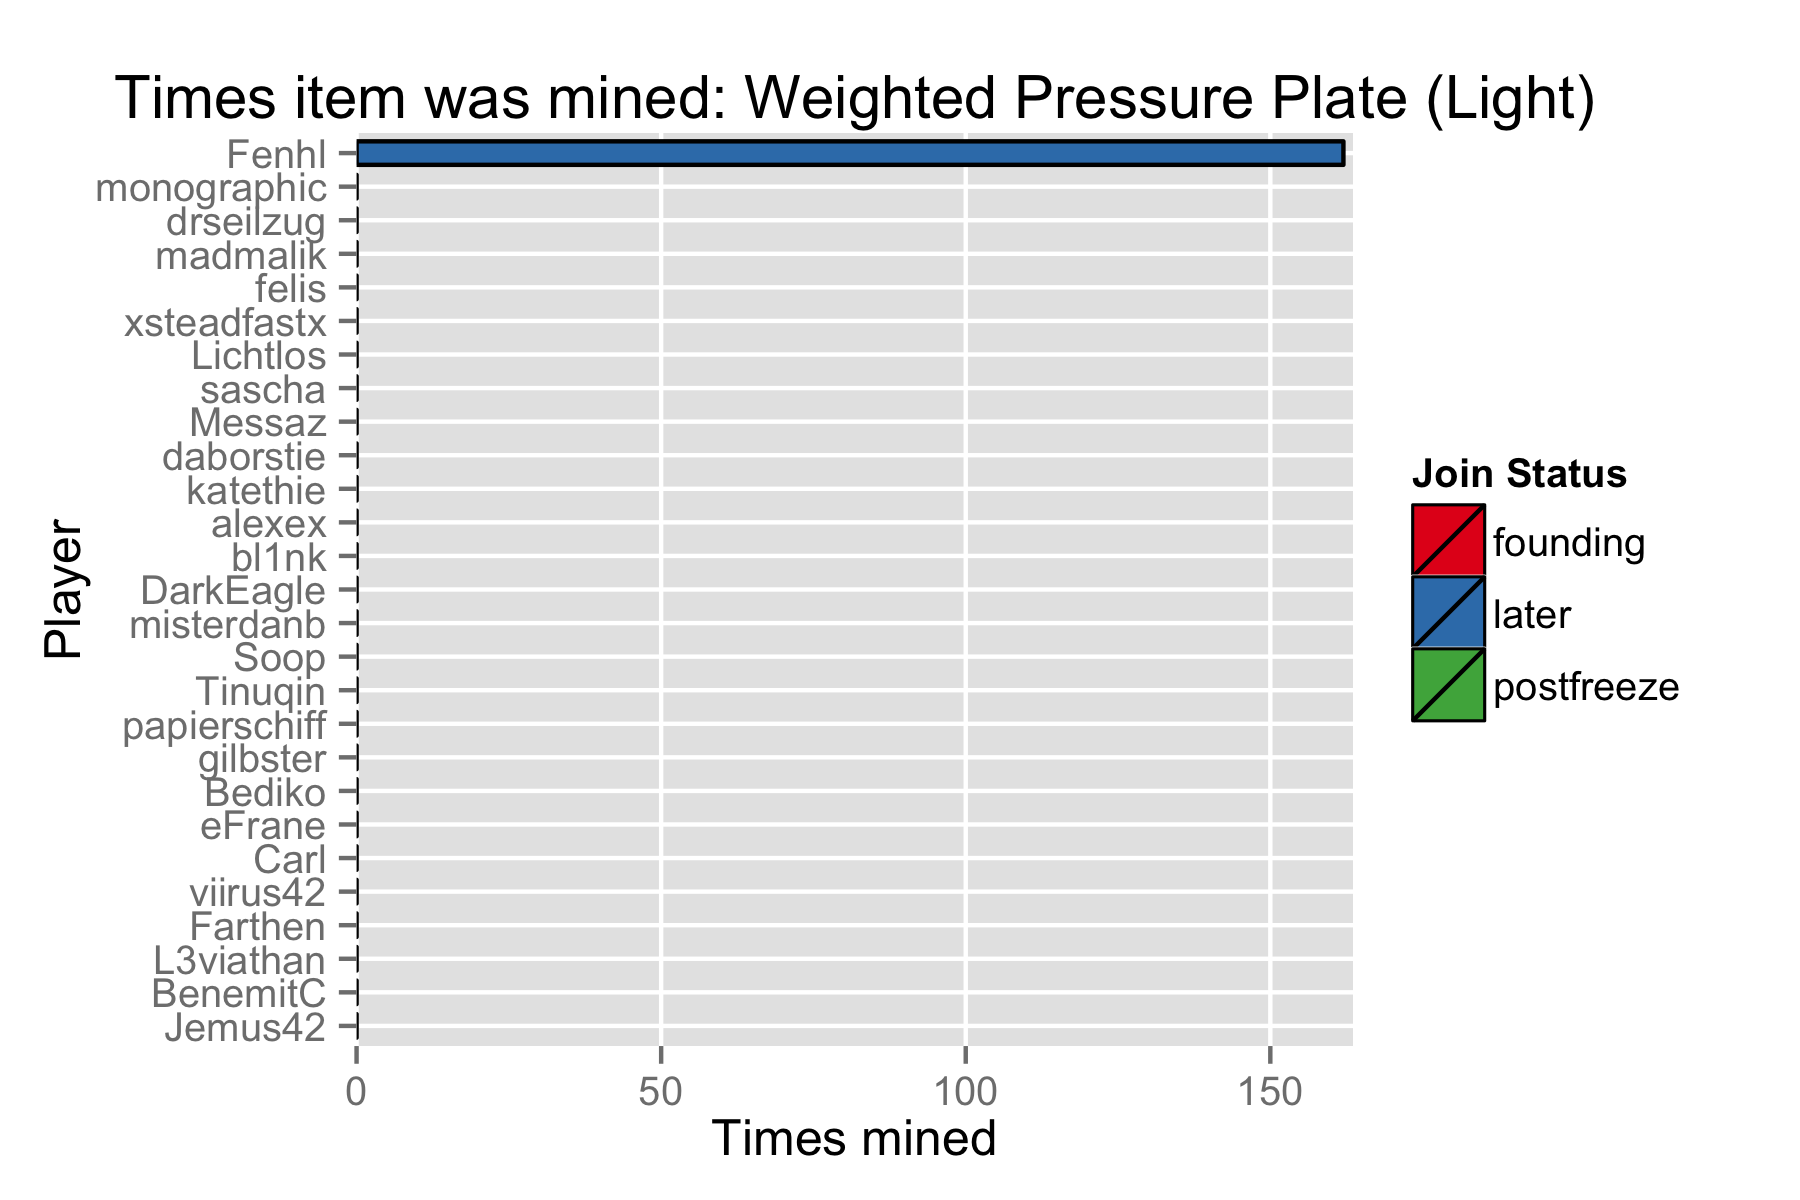 Times item was mined: Weighted Pressure Plate (Light)
Fenhl
monographic
drseilzug
madmalik
felis
xsteadfastx
Lichtlos
sascha
Messaz
daborstie
katethie
alexex
bl1nk
DarkEagle
misterdanb
Soop
Tinuqin
papierschiff
gilbster
Bediko
eFrane
Carl
viirus42
Farthen
L3viathan
BenemitC
Jemus42
Player
0 50 100 150
Times mined
Join Status
founding
later
postfreeze